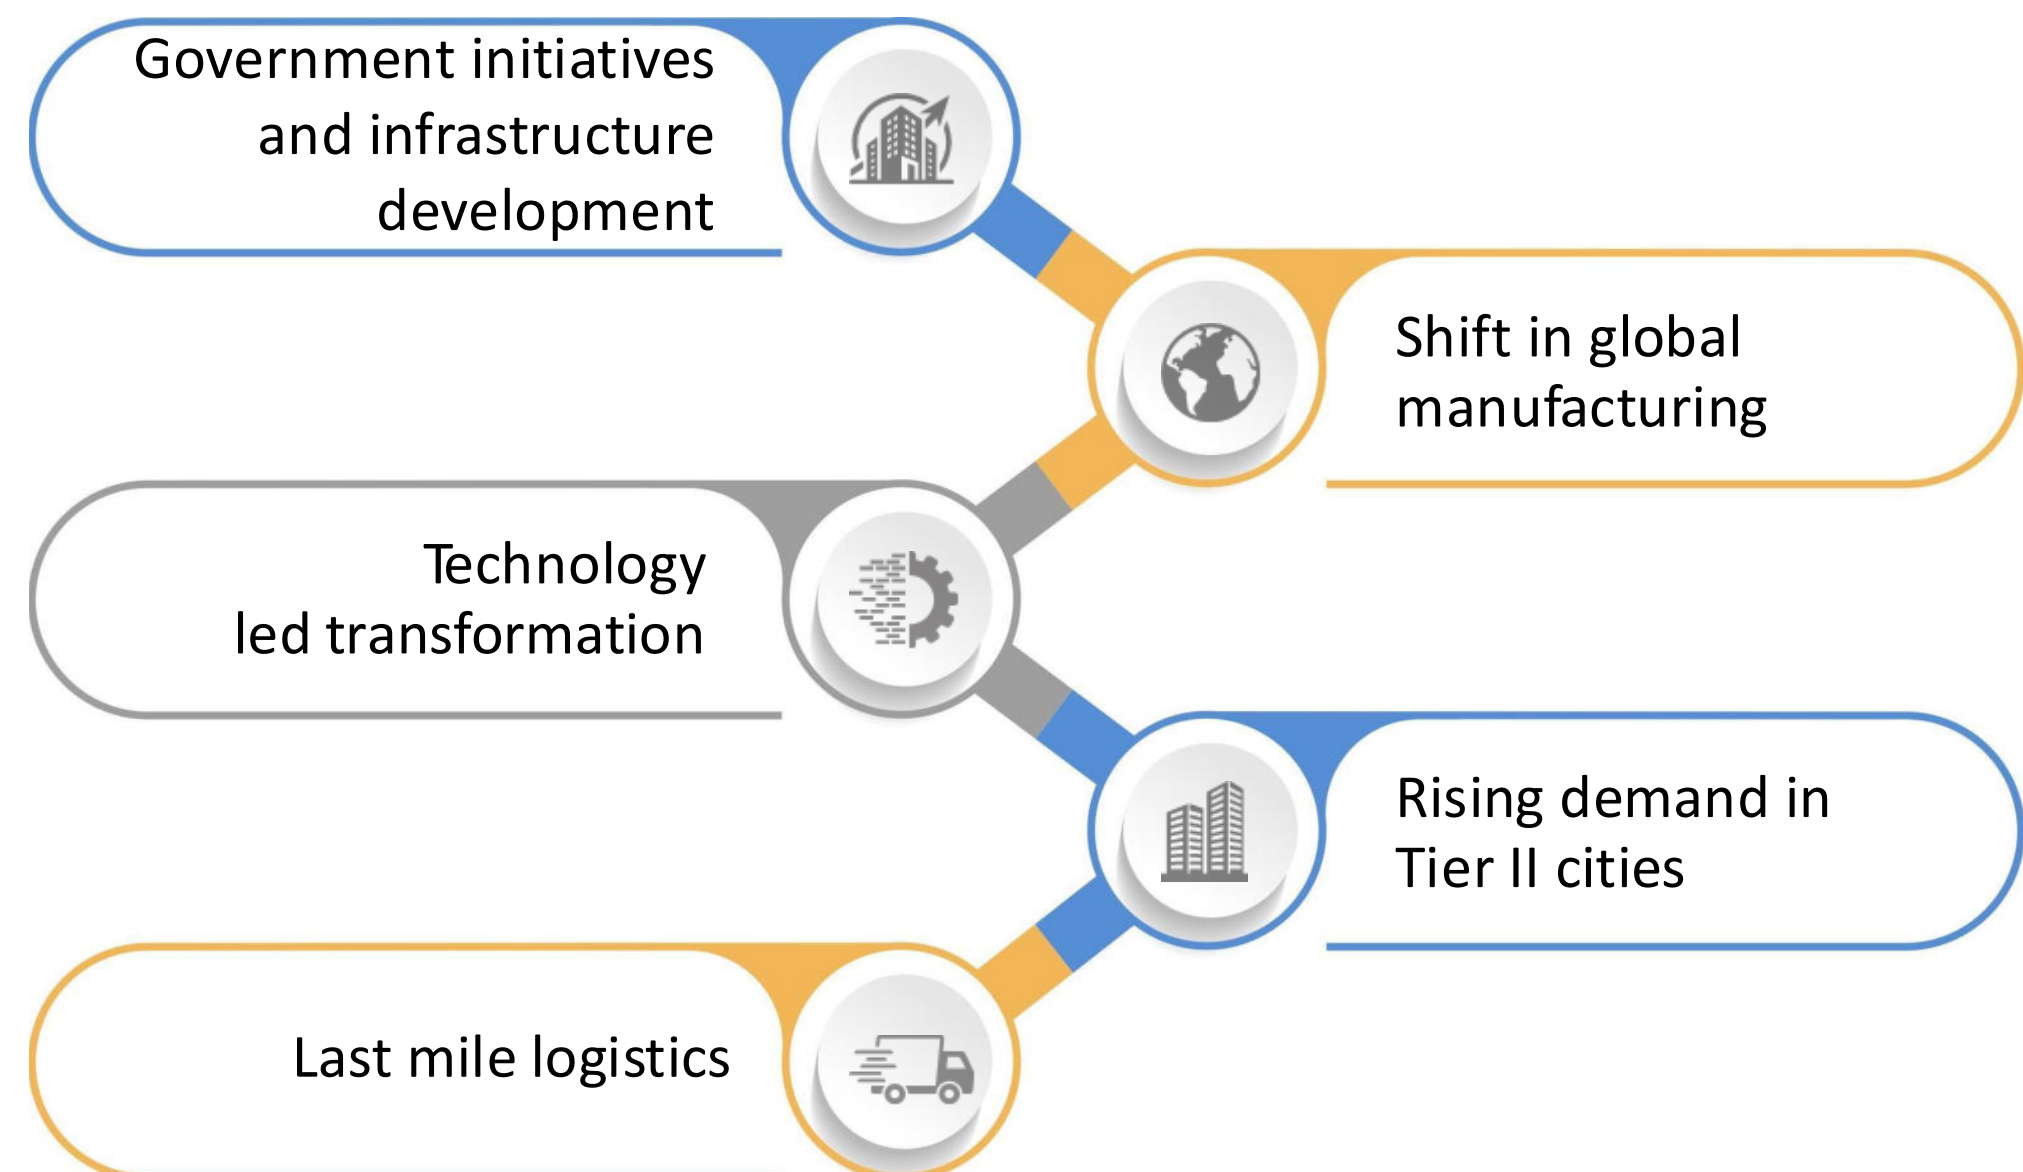 Government initiatives
and infrastructure
development
Shift in global
manufacturing
Technology
led transformation
Rising demand in
Tier II cities
Last mile logistics